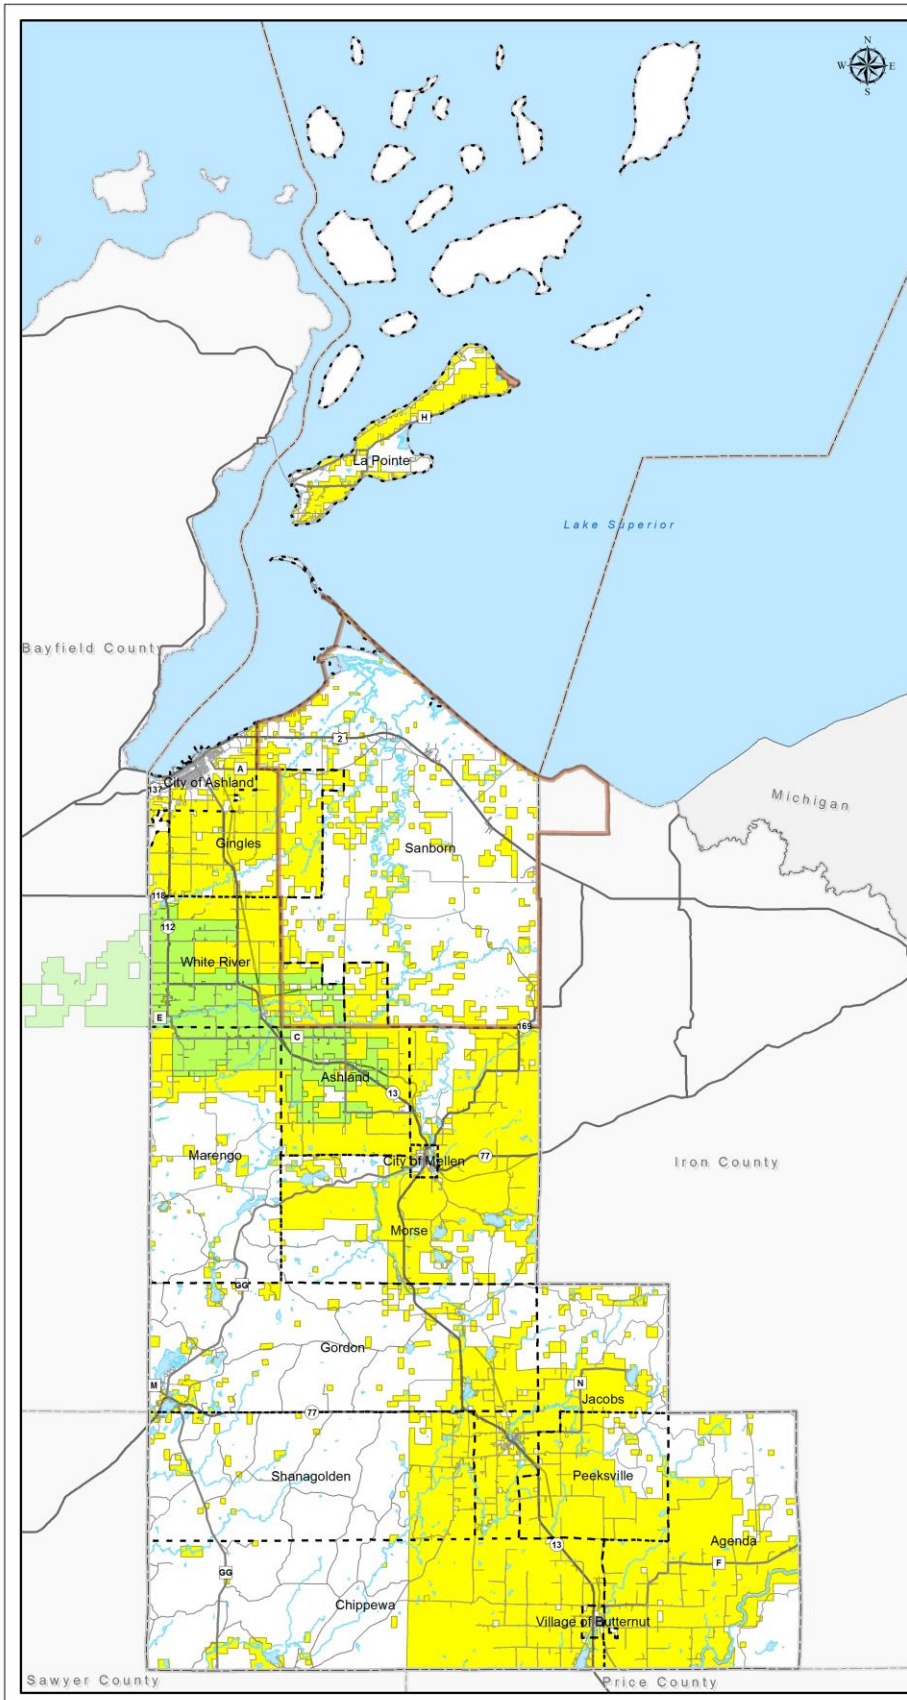 N
W E
S
H
La Pointe
Lake Superior
Bayfield County
2
A
City of Ashland
137
Michigan
Gingles
Sanborn
118
112
White River
E
169
C
Ashland
13
Marengo
City of Mellen
77
Iron County
Morse
GG
Gordon
M
N
Jacobs
77
Shanagolden
Peeksville
Agenda
13
F
GG
Chippewa
Village of Butternut
Sawyer County
Price County